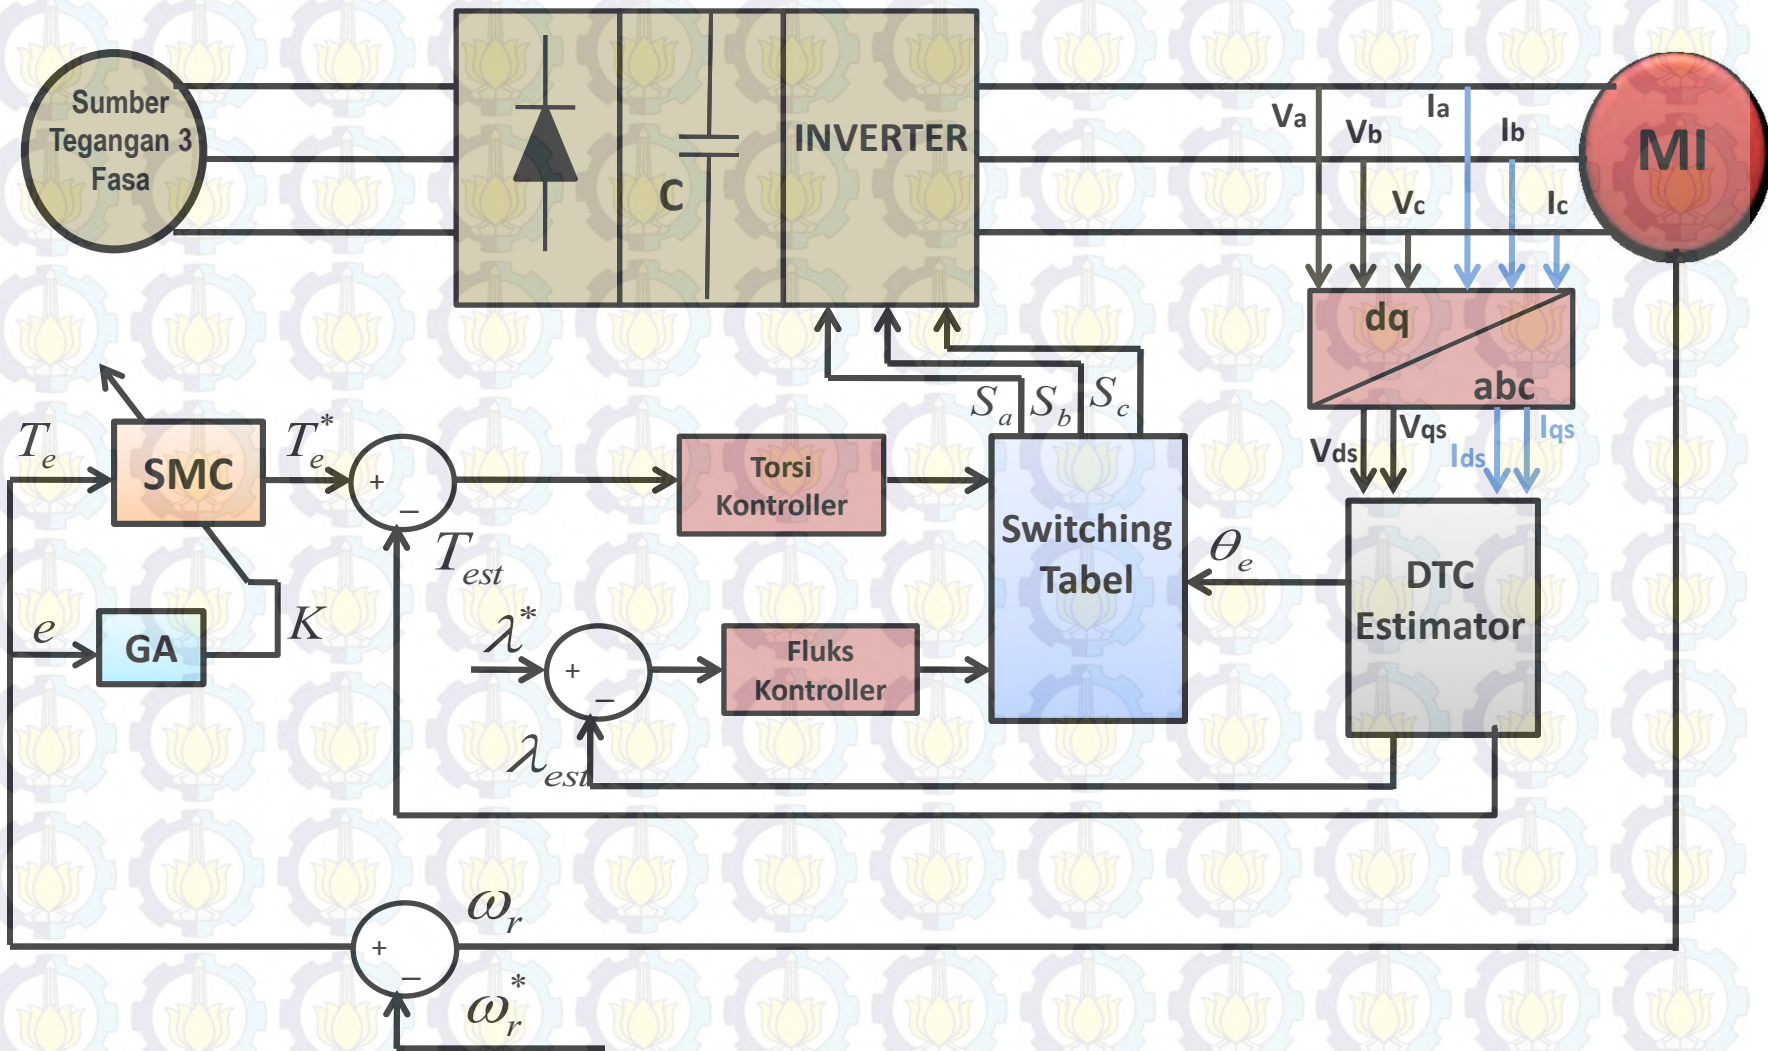 Sumber
Tegangan 3
Fasa
C
INVERTER
MI
Va
Vb
Vc
Ia
Ib
Ic
dq
abc
Vds
Vqs
Ids
Iqs
Sa
Sb
Sc
Te
SMC
Te*
+
−
Test
Torsi
Kontroller
Switching
Tabel
θe
DTC
Estimator
e
GA
K
λ*
+
−
λest
Fluks
Kontroller
ωr
+
−
ωr*